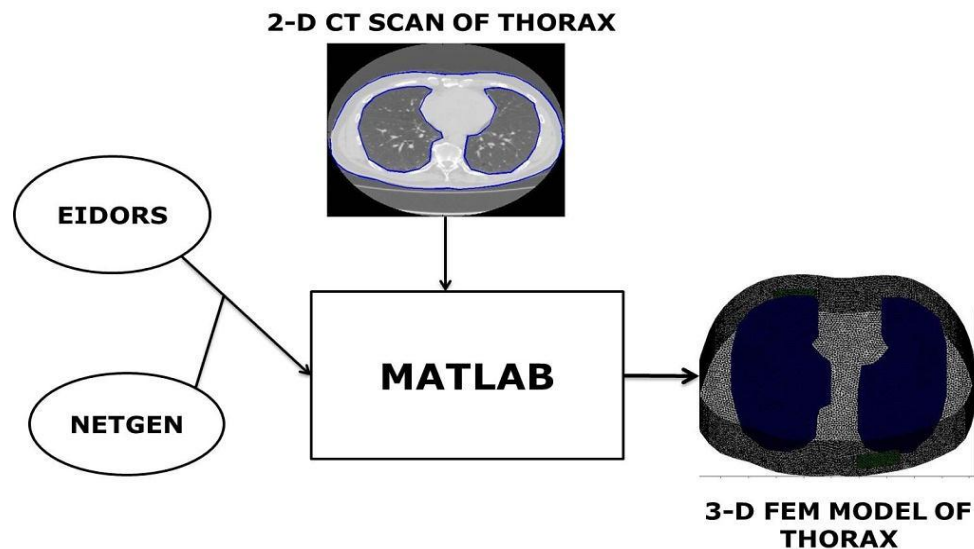 2-D CT SCAN OF THORAX
EIDORS
NETGEN
MATLAB
3-D FEM MODEL OF
THORAX